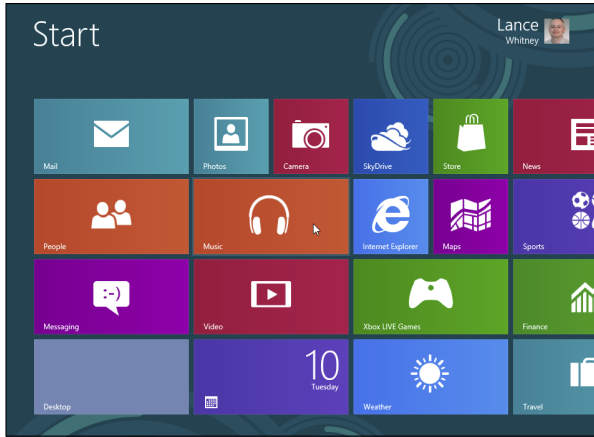 Start
Lance
Whitney
Mail
Photos
Camera
SkyDrive
Store
News
People
Music
Internet Explorer
Maps
Sports
:-)
Messaging
Video
Xbox LIVE Games
Finance
Desktop
10
Tuesday
Weather
Travel